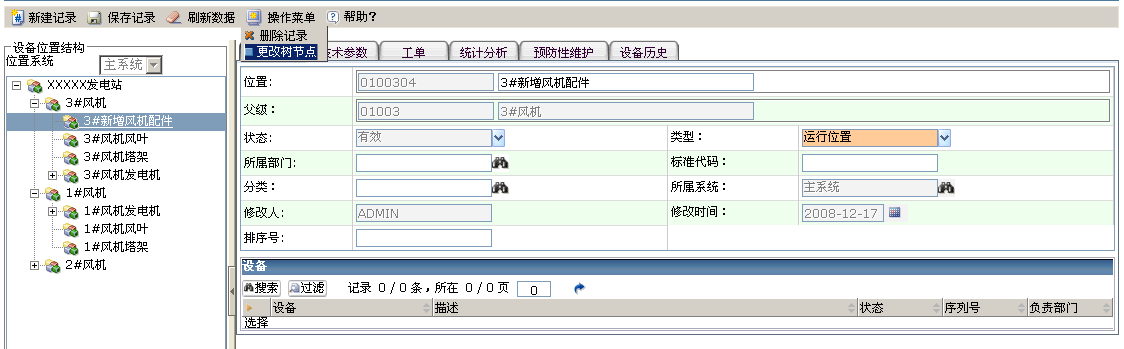 新建记录 保存记录 刷新数据 操作菜单 帮助?
删除记录
更改树节点
设备位置结构
位置系统 主系统
XXXXX发电站
3#风机
3#新增风机配件
3#风机风叶
3#风机塔架
3#风机发电机
1#风机
1#风机发电机
1#风机风叶
1#风机塔架
2#风机
技术参数 工单 统计分析 预防性维护 设备历史
位置: 0100304 3#新增风机配件
父级: 01003 3#风机
状态: 有效 类型: 运行位置
所属部门: 标准代码:
分类: 所属系统: 主系统
修改人: ADMIN 修改时间: 2008-12-17
排序号:
设备
搜索 过滤 记录 0 / 0 条,所在 0 / 0 页 0
设备 描述 状态 序列号 负责部门
选择